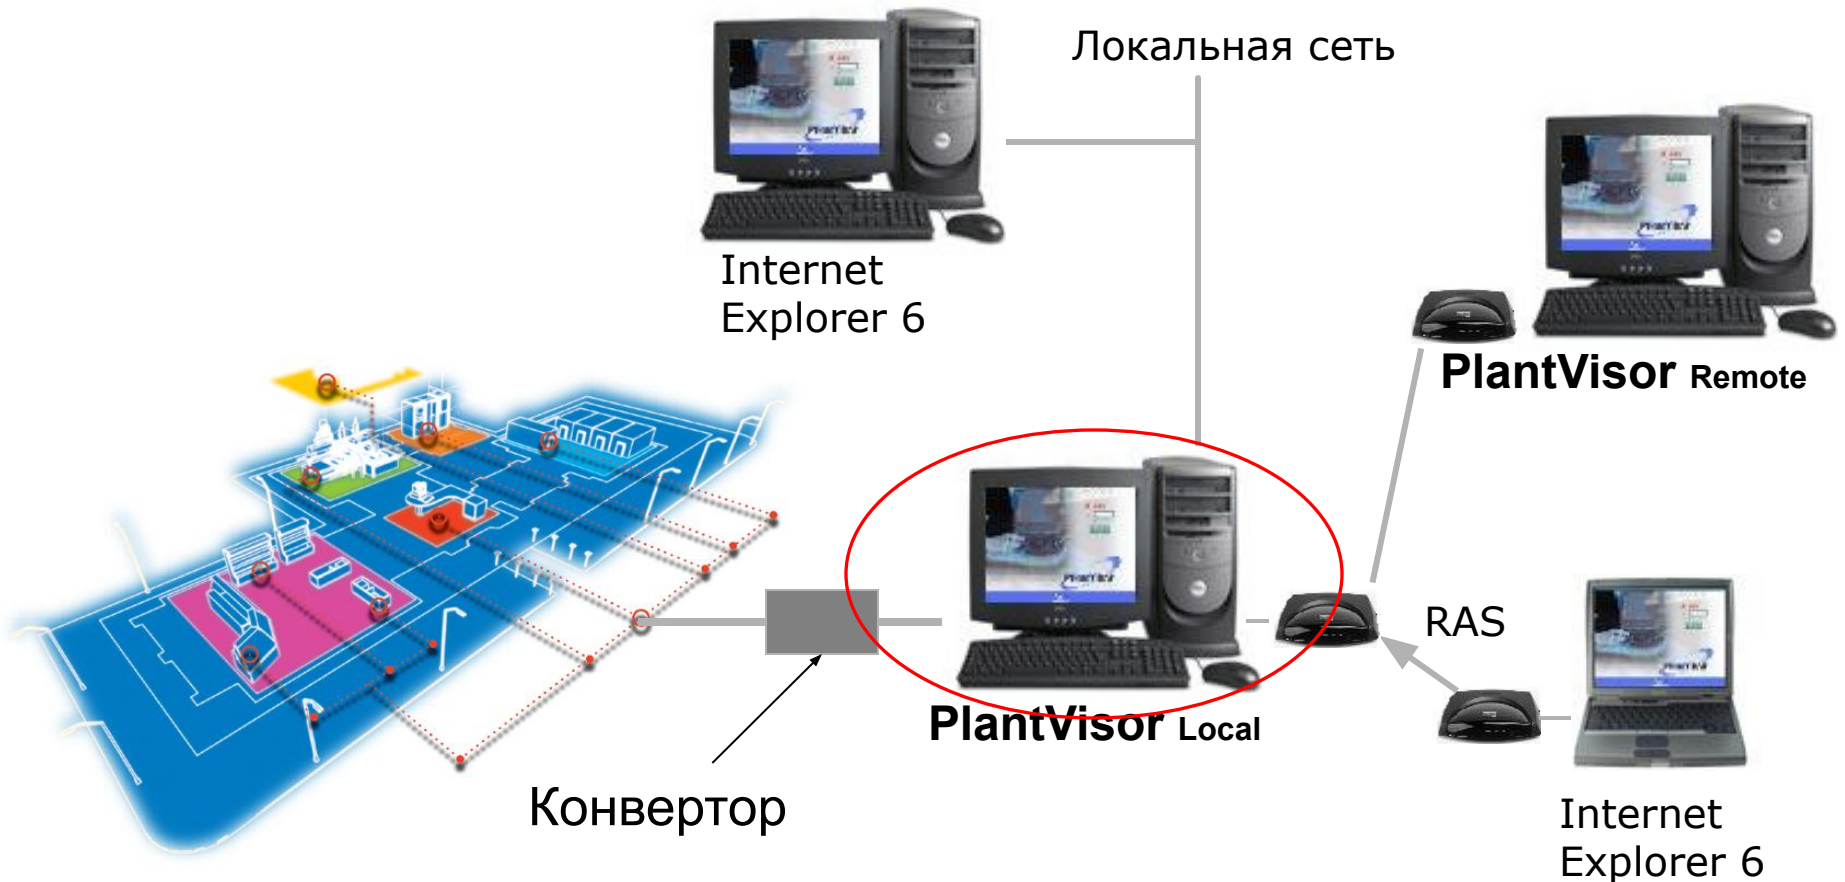 Локальная сеть
Internet
Explorer 6
PlantVisor Remote
RAS
PlantVisor Local
Конвертор
Internet
Explorer 6